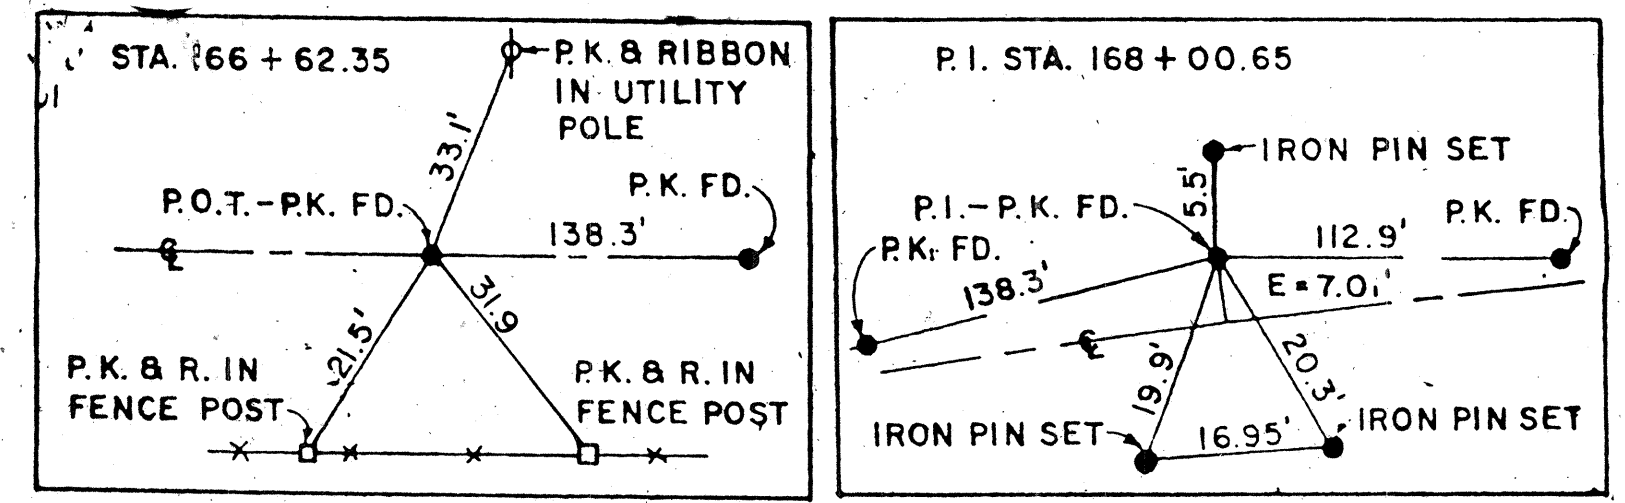 STA. 166 + 62.35
P.K. & RIBBON
IN UTILITY
POLE
33.1'
P.O.T.-P.K. FD.
P.K. FD.
138.3'
℄
31.9
21.5'
P.K. & R. IN
FENCE POST
P.K. & R. IN
FENCE POST
P.I. STA. 168 + 00.65
IRON PIN SET
5.5'
P.I.-P.K. FD.
P.K. FD.
112.9'
P.K. FD.
138.3'
E = 7.01'
℄
19.9'
20.3'
IRON PIN SET
16.95'
IRON PIN SET